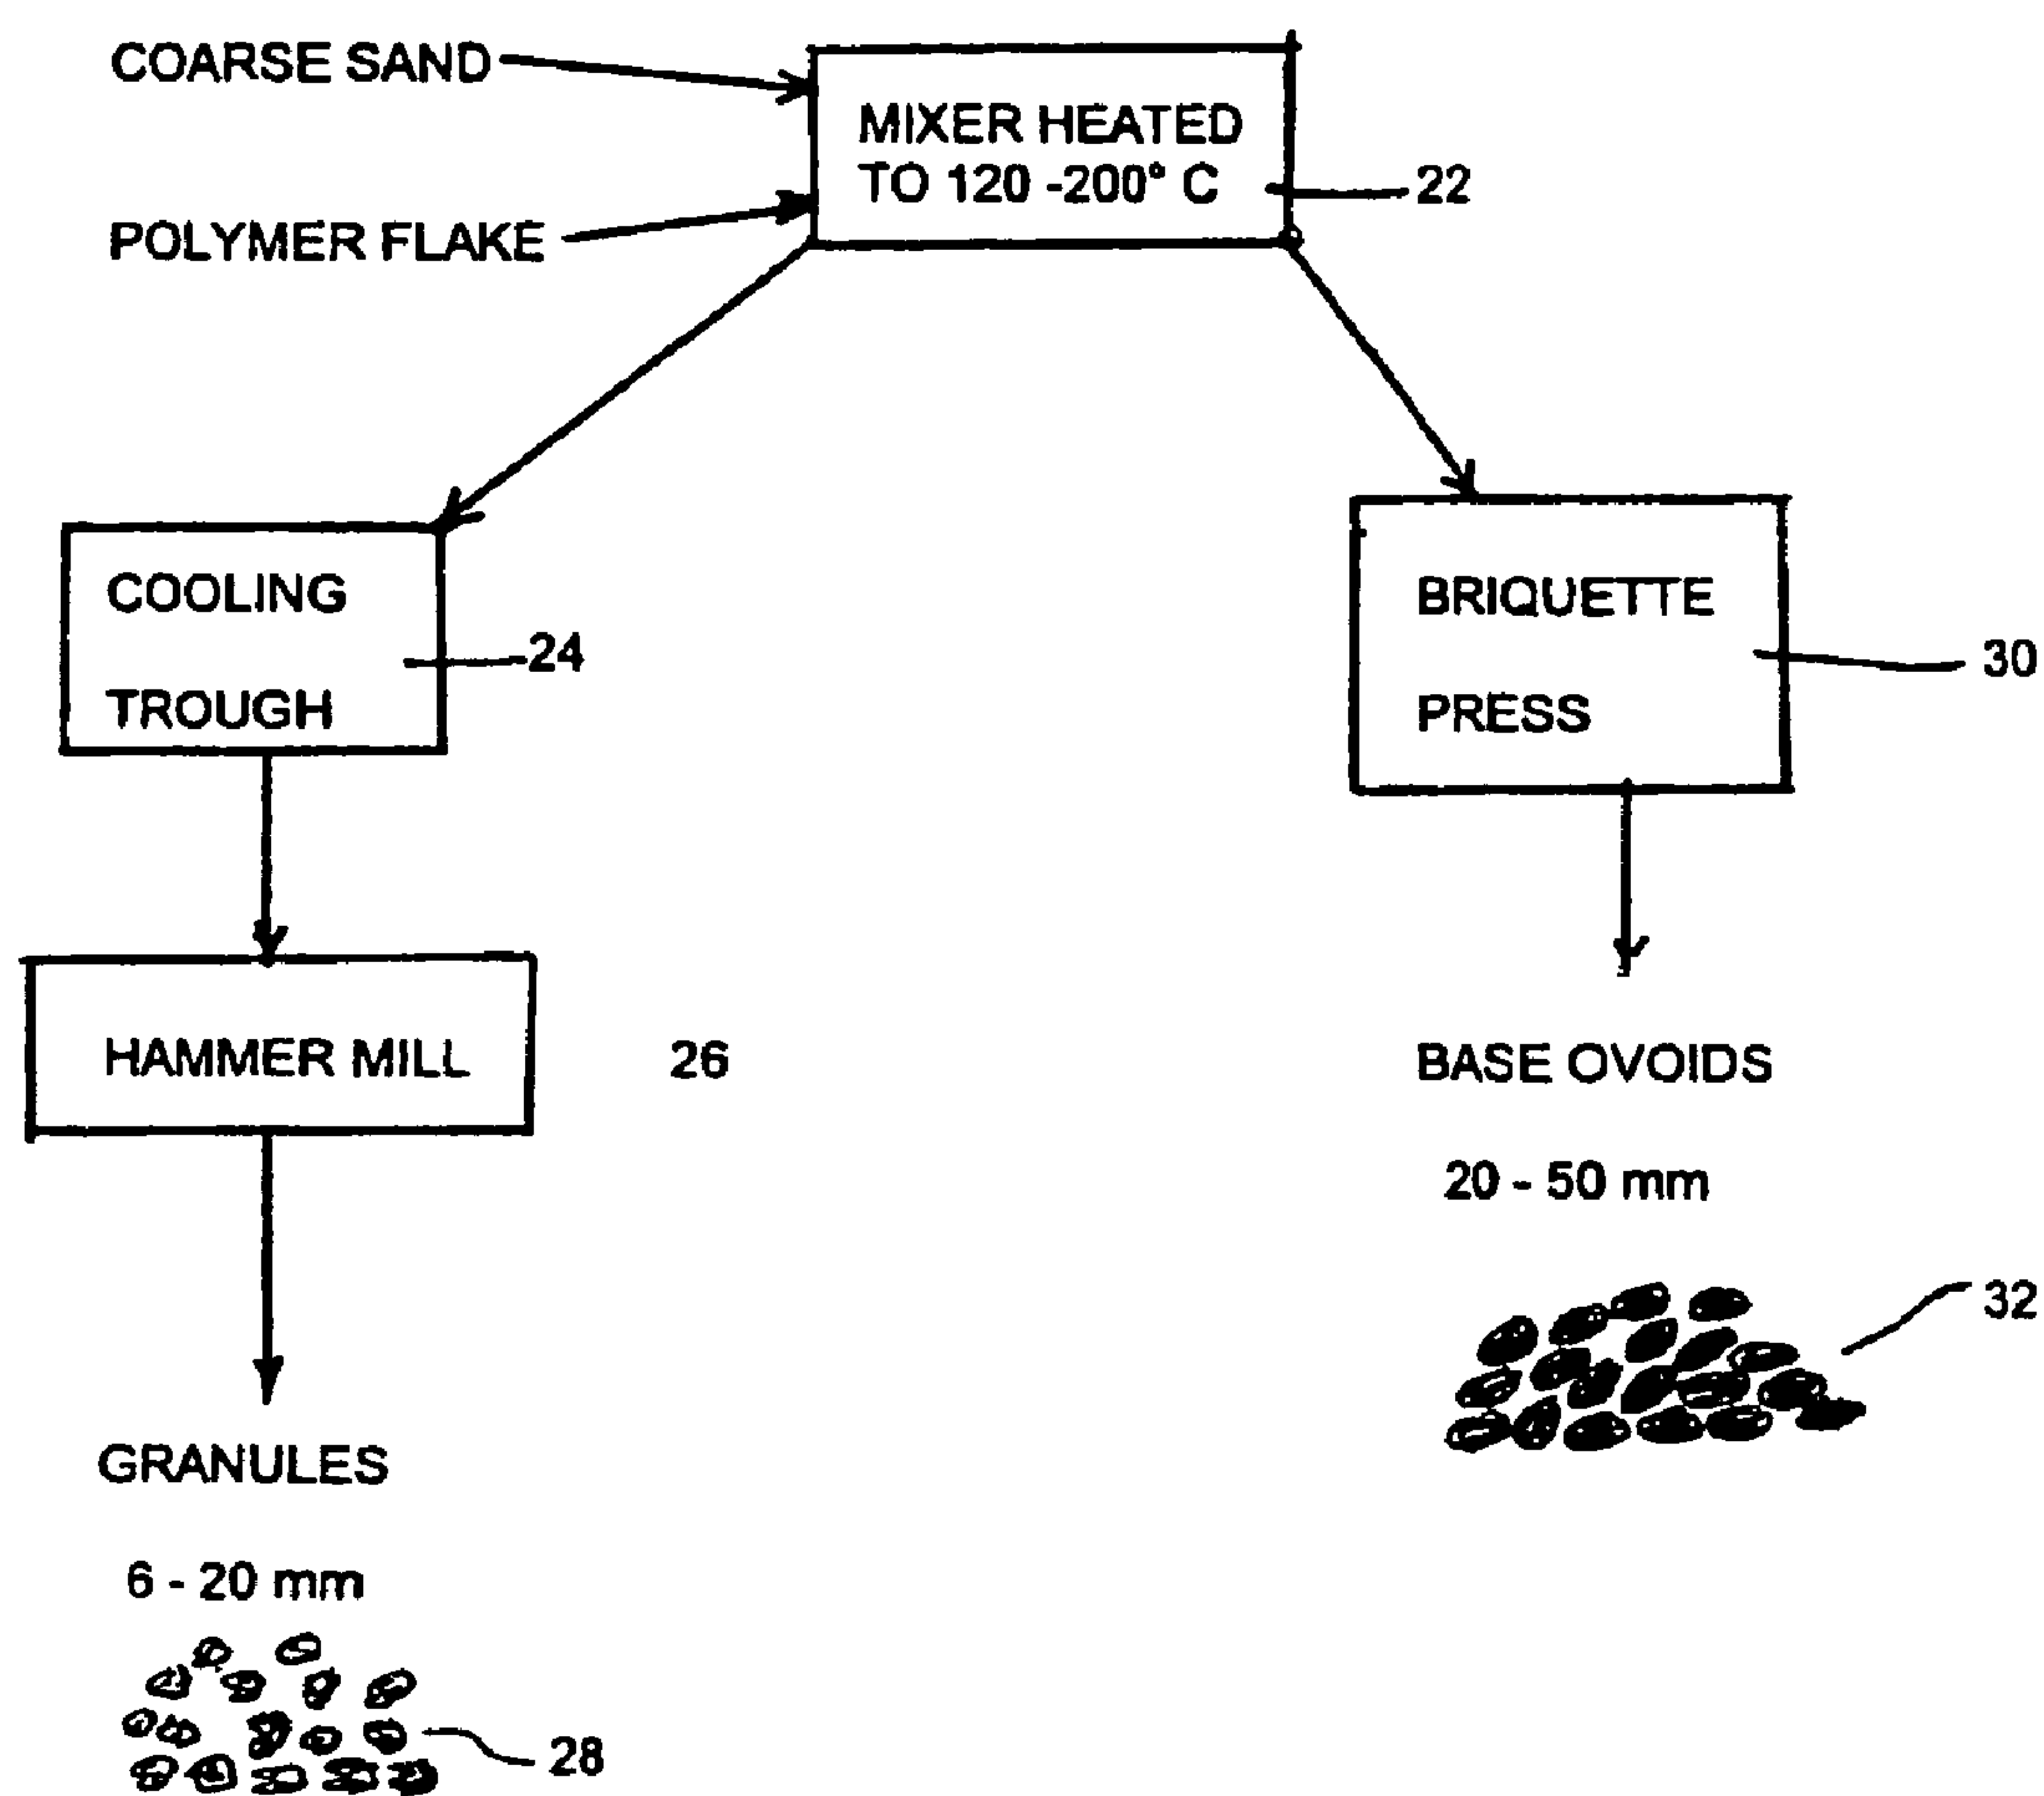 COARSE SAND
MIXER HEATED
TO 120 -200° C
22
POLYMER FLAKE
COOLING
TROUGH
24
BRIQUETTE
PRESS
30
HAMMER MILL
26
BASE OVOIDS
20 - 50 mm
32
GRANULES
6 - 20 mm
28